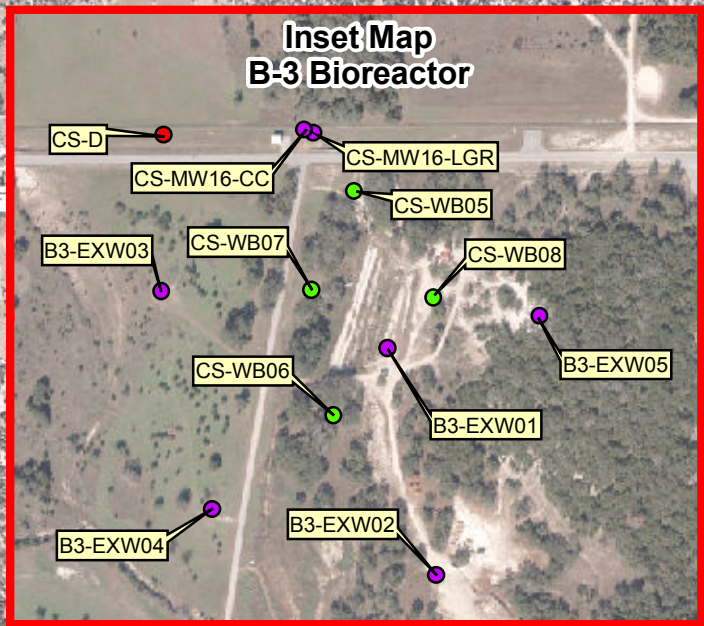 Inset Map
B-3 Bioreactor
CS-D
CS-MW16-LGR
CS-MW16-CC
CS-WB05
CS-WB07
B3-EXW03
CS-WB08
B3-EXW05
CS-WB06
B3-EXW01
B3-EXW02
B3-EXW04